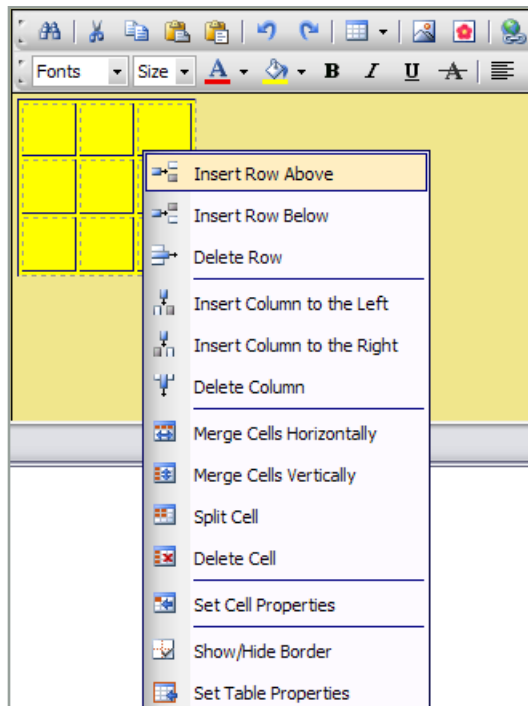 Fonts Size A B I U A
Insert Row Above
Insert Row Below
Delete Row
Insert Column to the Left
Insert Column to the Right
Delete Column
Merge Cells Horizontally
Merge Cells Vertically
Split Cell
Delete Cell
Set Cell Properties
Show/Hide Border
Set Table Properties